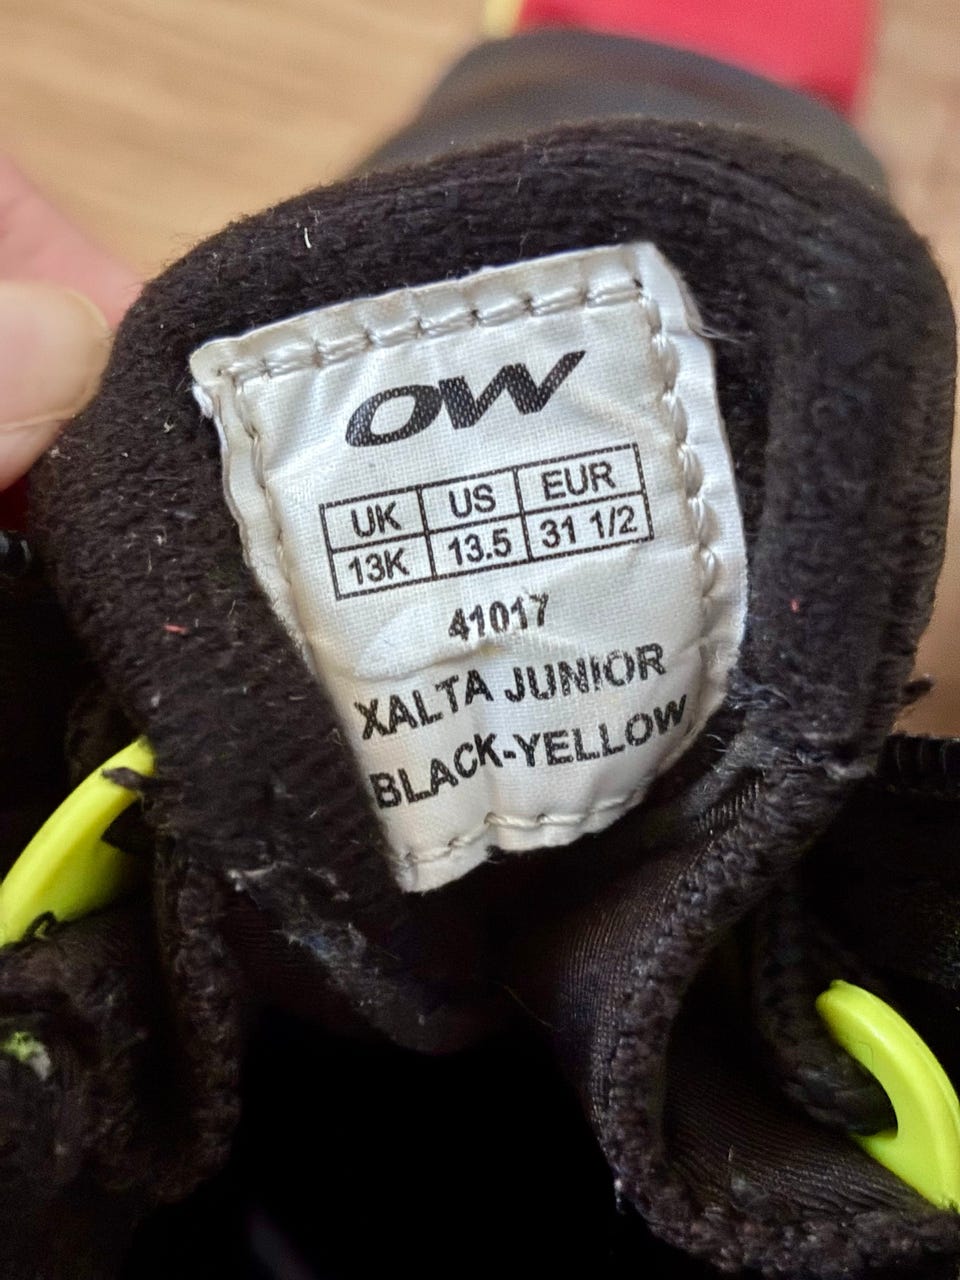 OW
UK US EUR
13K 13.5 31 1/2
41017
XALTA JUNIOR
BLACK-YELLOW